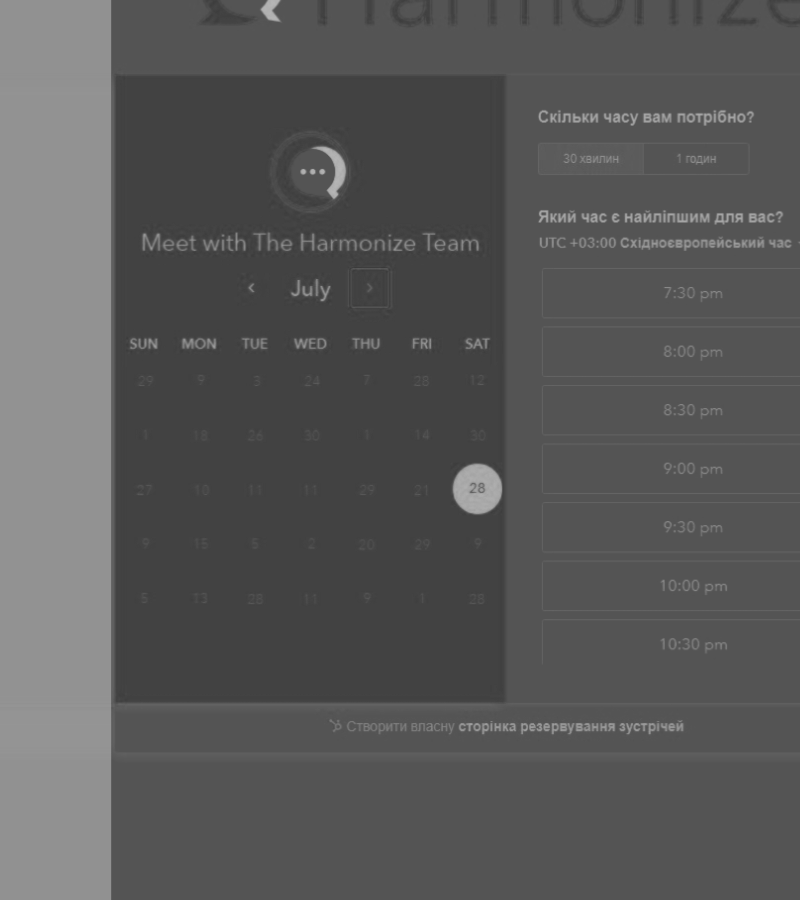 Harmonize
Meet with The Harmonize Team
July
SUN MON TUE WED THU FRI SAT
29 9 3 24 7 28 12
1 18 26 30 1 14 30
27 10 11 11 29 21 28
9 15 5 2 20 29 9
5 23 28 11 9 1 28
Скільки часу вам потрібно?
30 хвилин 1 годин
Який час є найліпшим для вас?
UTC +03:00 Східноєвропейський час
7:30 pm
8:00 pm
8:30 pm
9:00 pm
9:30 pm
10:00 pm
10:30 pm
Створити власну сторінка резервування зустрічей